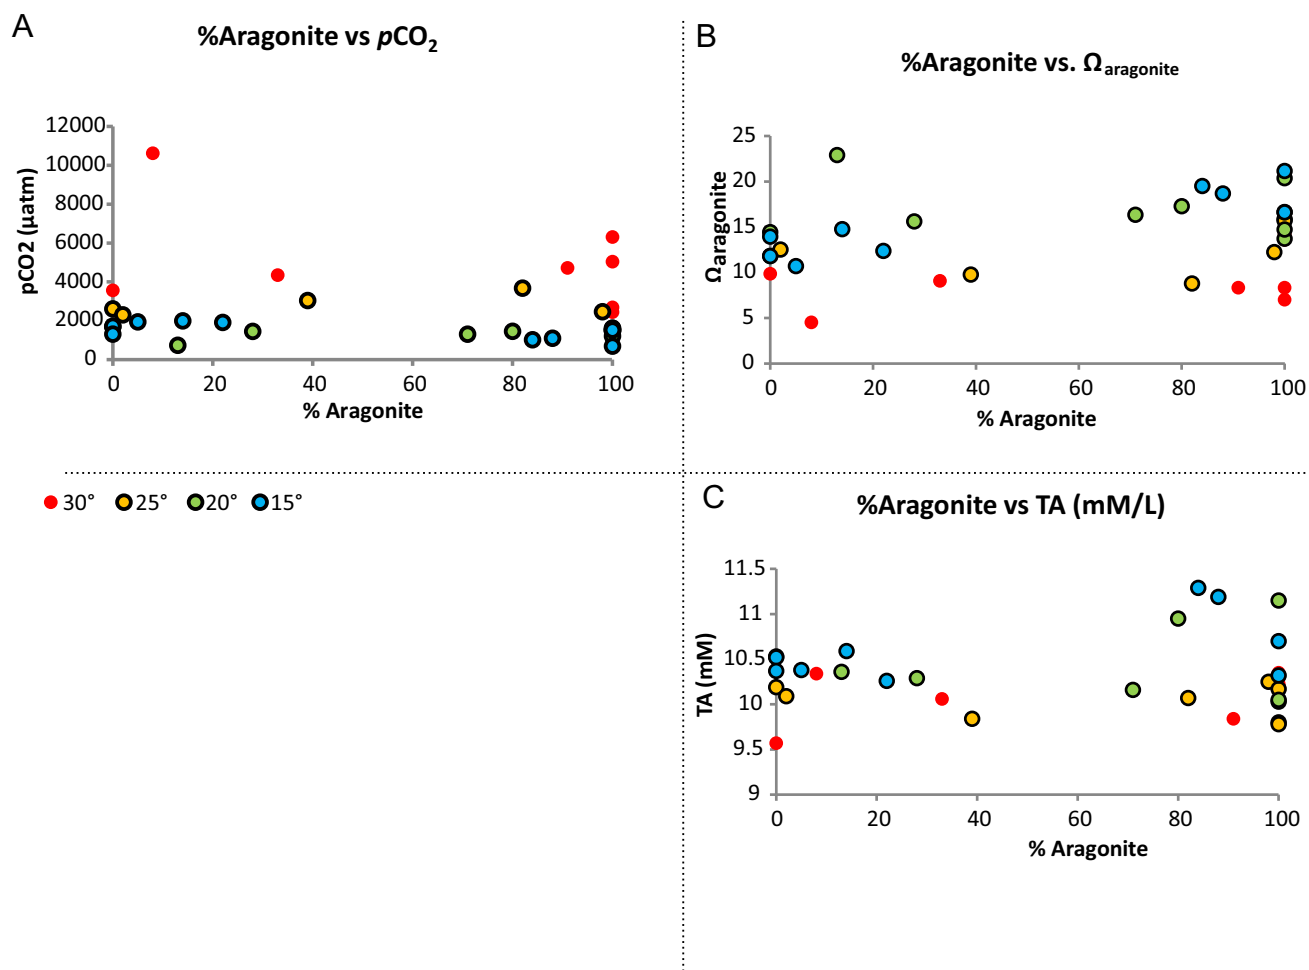 A
%Aragonite vs pCO₂
12000
10000
8000
6000
4000
2000
0
pCO2 (µatm)
0 20 40 60 80 100
% Aragonite
B
%Aragonite vs. Ωaragonite
25
20
15
10
5
0
Ωaragonite
0 20 40 60 80 100
% Aragonite
30° 25° 20° 15°
C
%Aragonite vs TA (mM/L)
11.5
11
10.5
10
9.5
9
TA (mM)
0 20 40 60 80 100
% Aragonite